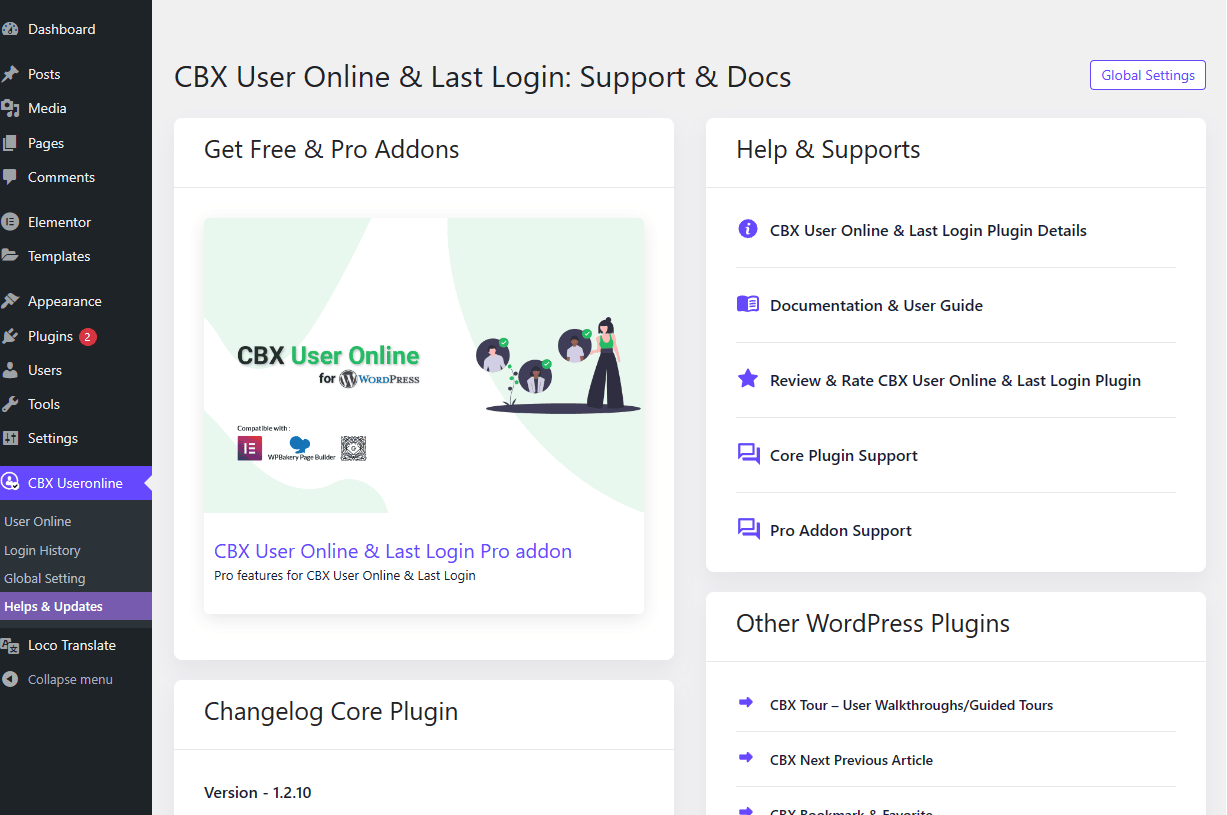 Dashboard
Posts
Media
Pages
Comments
Elementor
Templates
Appearance
Plugins 2
Users
Tools
Settings
CBX Useronline
User Online
Login History
Global Setting
Helps & Updates
Loco Translate
Collapse menu
CBX User Online & Last Login: Support & Docs
Global Settings
Get Free & Pro Addons
CBX User Online
for WORDPRESS
Compatible with :
WPBakery Page Builder
CBX User Online & Last Login Pro addon
Pro features for CBX User Online & Last Login
Changelog Core Plugin
Version - 1.2.10
Help & Supports
CBX User Online & Last Login Plugin Details
Documentation & User Guide
Review & Rate CBX User Online & Last Login Plugin
Core Plugin Support
Pro Addon Support
Other WordPress Plugins
CBX Tour – User Walkthroughs/Guided Tours
CBX Next Previous Article
CBX Bookmark & Favorite